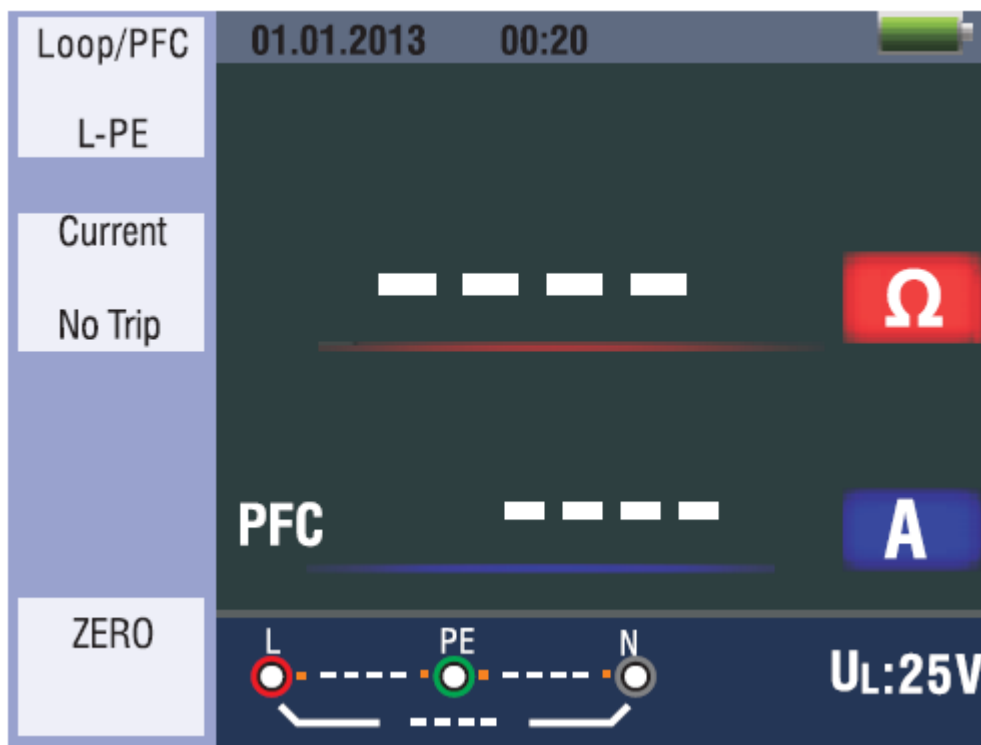 Loop/PFC
L-PE
Current
No Trip
ZERO
01.01.2013 00:20
---- Ω
PFC ---- A
L PE N
---- ----
----
UL:25V